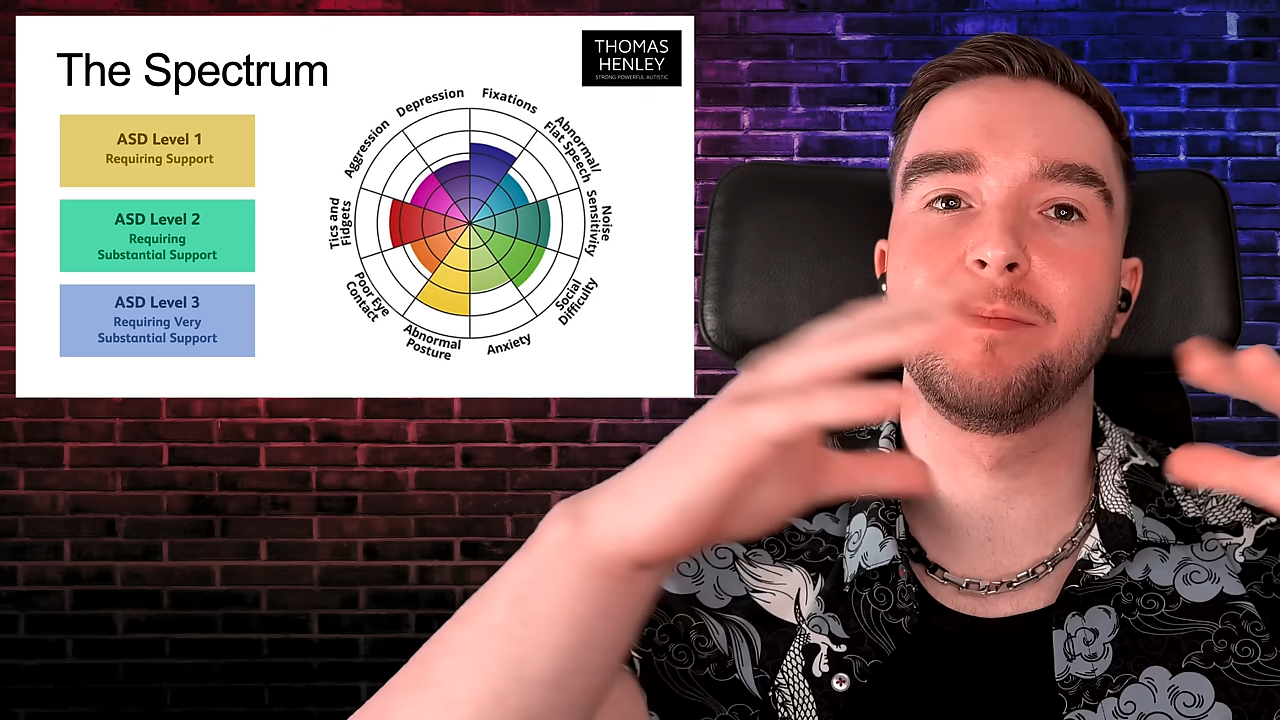 The Spectrum
THOMAS
HENLEY
STRONG POWERFUL AUTISTIC
ASD Level 1
Requiring Support
ASD Level 2
Requiring
Substantial Support
ASD Level 3
Requiring Very
Substantial Support
Depression
Fixations
Abnormal/
Flat Speech
Noise
Sensitivity
Social
Difficulty
Anxiety
Abnormal
Posture
Poor Eye
Contact
Tics and
Fidgets
Aggression